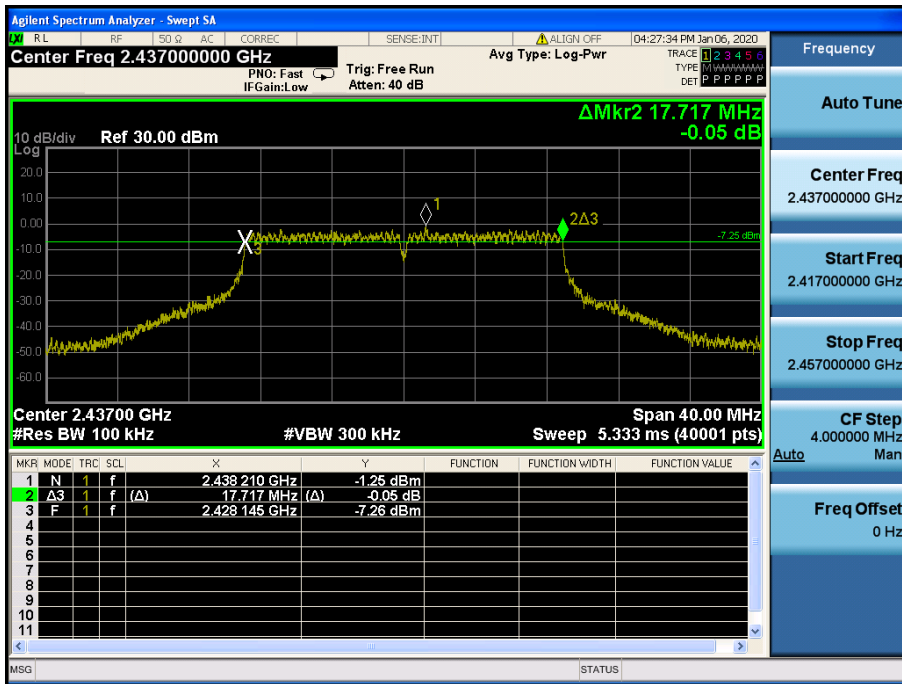 Agilent Spectrum Analyzer - Swept SA
LXI RL RF 50 Ω AC CORREC SENSE:INT ALIGN OFF 04:27:34 PM Jan 06, 2020
Center Freq 2.437000000 GHz Avg Type: Log-Pwr TRACE 1 2 3 4 5 6
PNO: Fast Trig: Free Run TYPE MWWWWW
IFGain:Low Atten: 40 dB DET P P P P P P
ΔMkr2 17.717 MHz
10 dB/div Ref 30.00 dBm -0.05 dB
Log
20.0
10.0
0.00
-10.0
-20.0
-30.0
-40.0
-50.0
-60.0
1
2Δ3
3
-7.25 dBm
Center 2.43700 GHz Span 40.00 MHz
#Res BW 100 kHz #VBW 300 kHz Sweep 5.333 ms (40001 pts)
MKR MODE TRC SCL X Y FUNCTION FUNCTION WIDTH FUNCTION VALUE
1 N 1 f 2.438 210 GHz -1.25 dBm
2 Δ3 1 f (Δ) 17.717 MHz (Δ) -0.05 dB
3 F 1 f 2.428 145 GHz -7.26 dBm
4
5
6
7
8
9
10
11
MSG STATUS
Frequency
Auto Tune
Center Freq
2.437000000 GHz
Start Freq
2.417000000 GHz
Stop Freq
2.457000000 GHz
CF Step
4.000000 MHz
Auto Man
Freq Offset
0 Hz